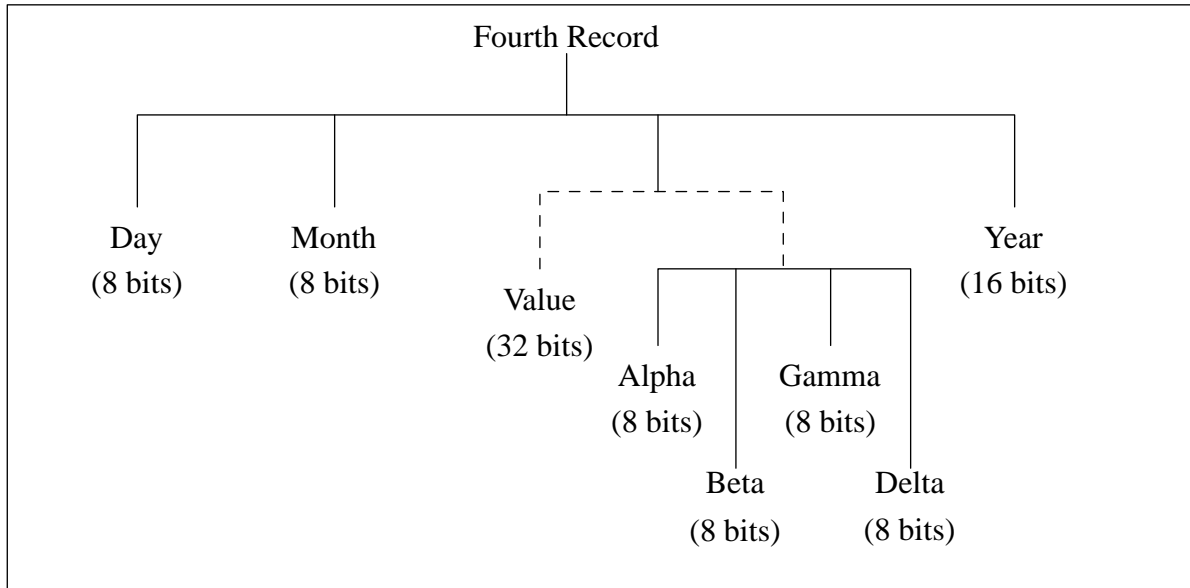 Fourth Record
Day
(8 bits)
Month
(8 bits)
Value
(32 bits)
Alpha
(8 bits)
Beta
(8 bits)
Gamma
(8 bits)
Delta
(8 bits)
Year
(16 bits)